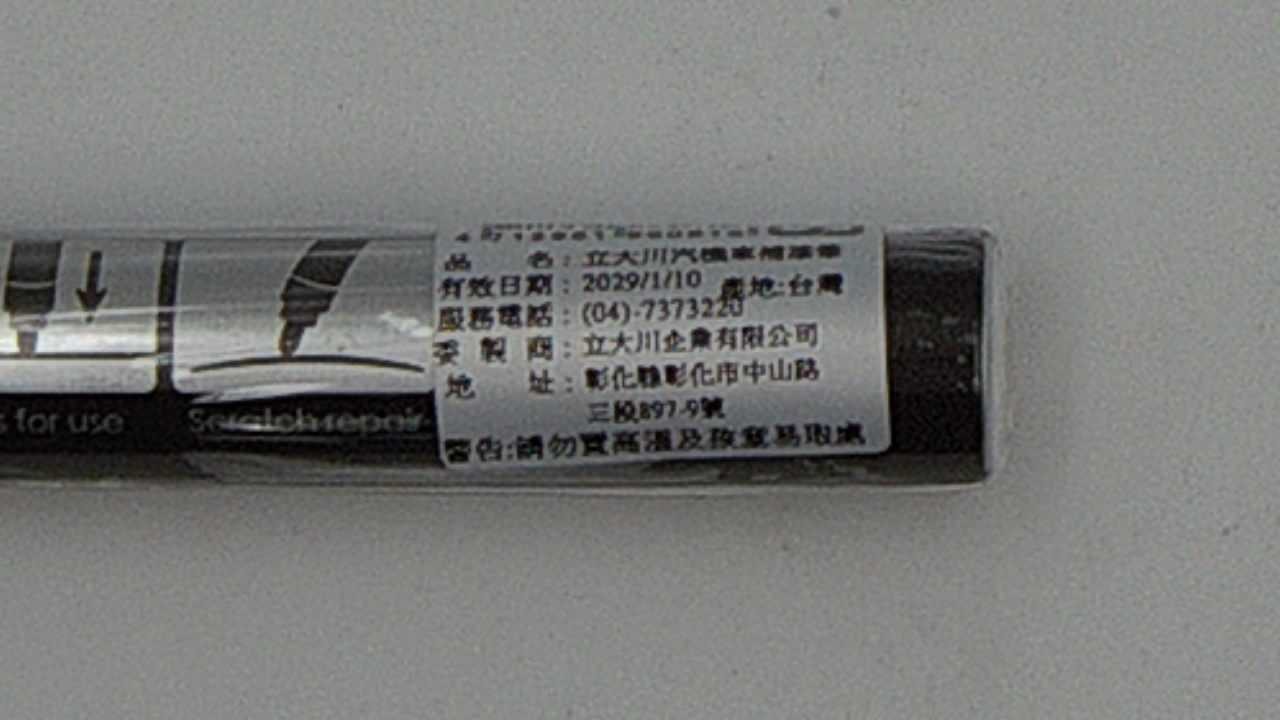 品 名：立大川汽機車補漆筆
有效日期：2029/1/10 產地:台灣
服務電話：(04)-7373220
委 製 商：立大川企業有限公司
地 址：彰化縣彰化市中山路
三段897-9號
警告:請勿置高溫及孩童易取處
s for use
Scratch repair